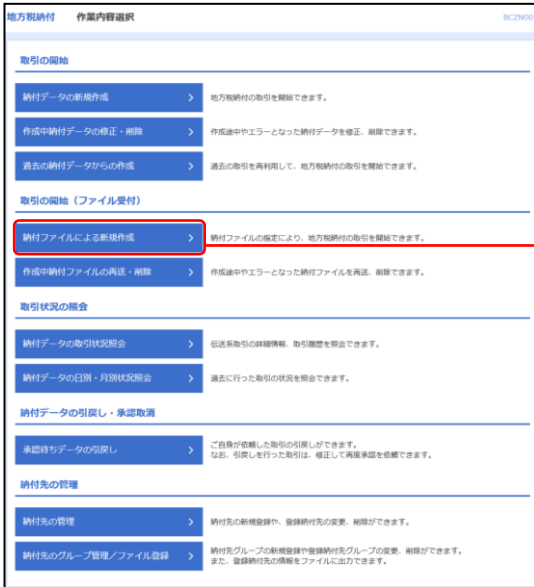 地方税納付 作業内容選択 BCZN00
取引の開始
納付データの新規作成 地方税納付の取引を開始できます。
作成中納付データの修正・削除 作成途中やエラーとなった納付データを修正、削除できます。
過去の納付データからの作成 過去の取引を再利用して、地方税納付の取引を開始できます。
取引の開始（ファイル受付）
納付ファイルによる新規作成 納付ファイルの指定により、地方税納付の取引を開始できます。
作成中納付ファイルの再送・削除 作成途中やエラーとなった納付ファイルを再送、削除できます。
取引状況の照会
納付データの取引状況照会 伝送系取引の詳細情報、取引履歴を照会できます。
納付データの日別・月別状況照会 過去に行った取引の状況を照会できます。
納付データの引戻し・承認取消
承認待ちデータの引戻し ご自身が依頼した取引の引戻しができます。
なお、引戻しを行った取引は、修正して再度承認を依頼できます。
納付先の管理
納付先の管理 納付先の新規登録や、登録納付先の変更、削除ができます。
納付先のグループ管理／ファイル登録 納付先グループの新規登録や登録納付先グループの変更、削除ができます。
また、登録納付先の情報をファイルに出力できます。